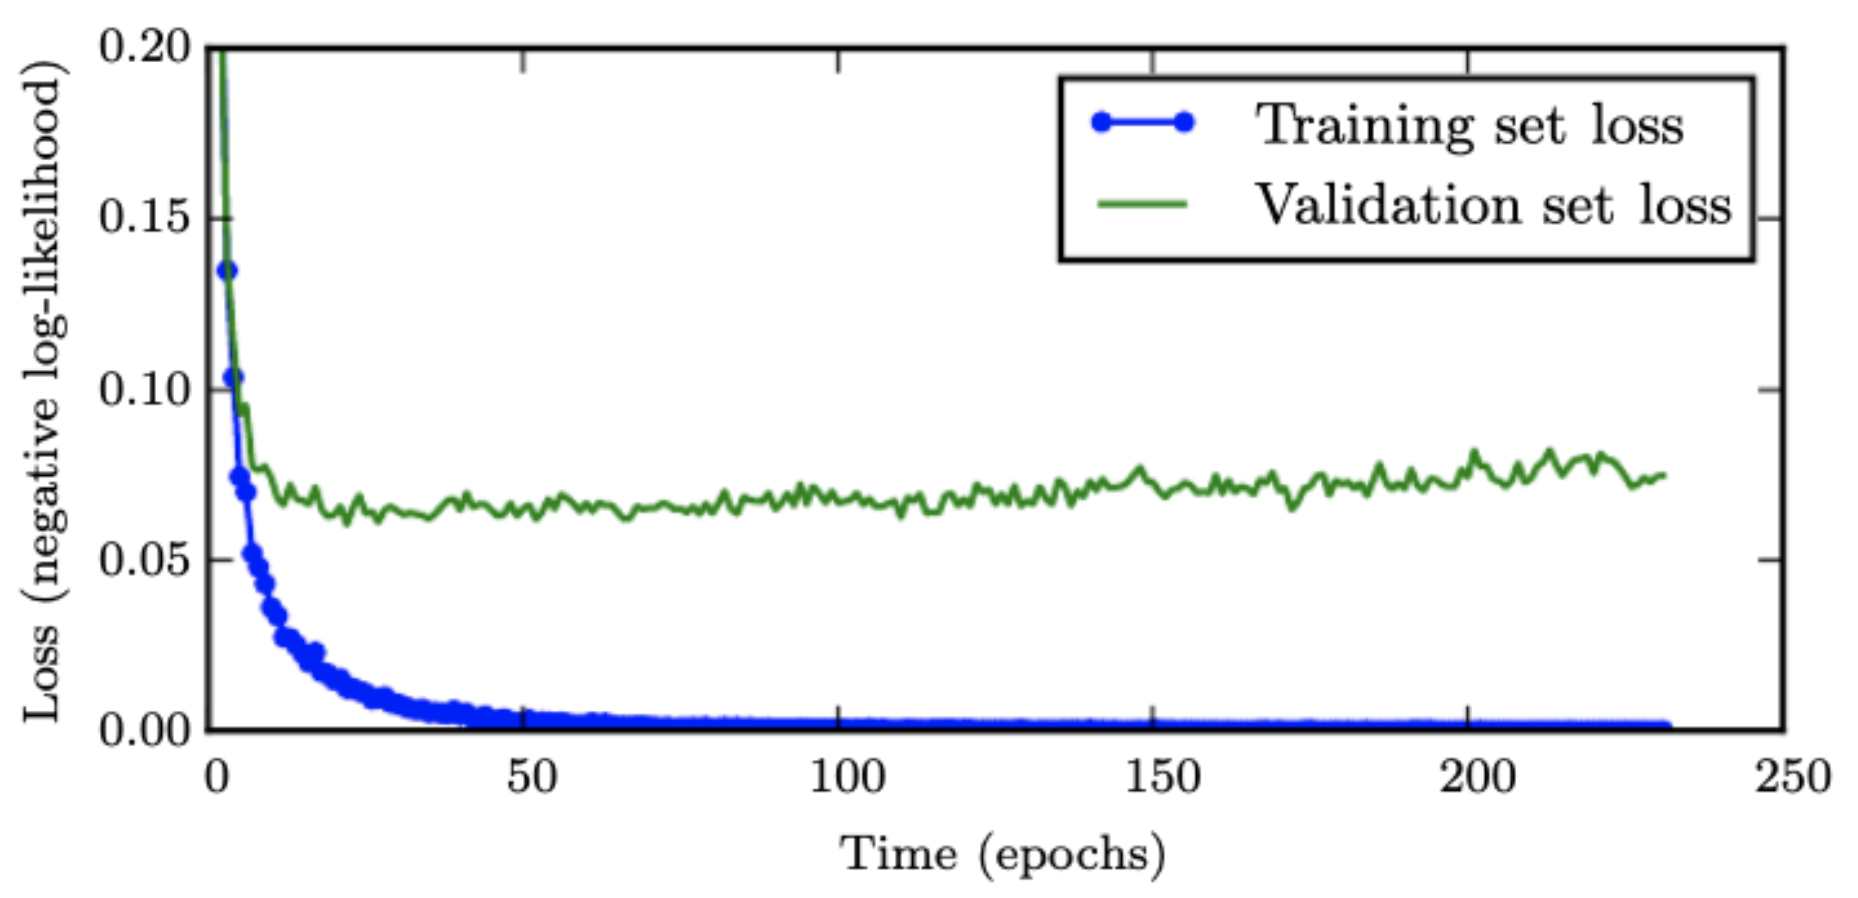 Loss (negative log-likelihood)
0.20
0.15
0.10
0.05
0.00
Training set loss
Validation set loss
0 50 100 150 200 250
Time (epochs)